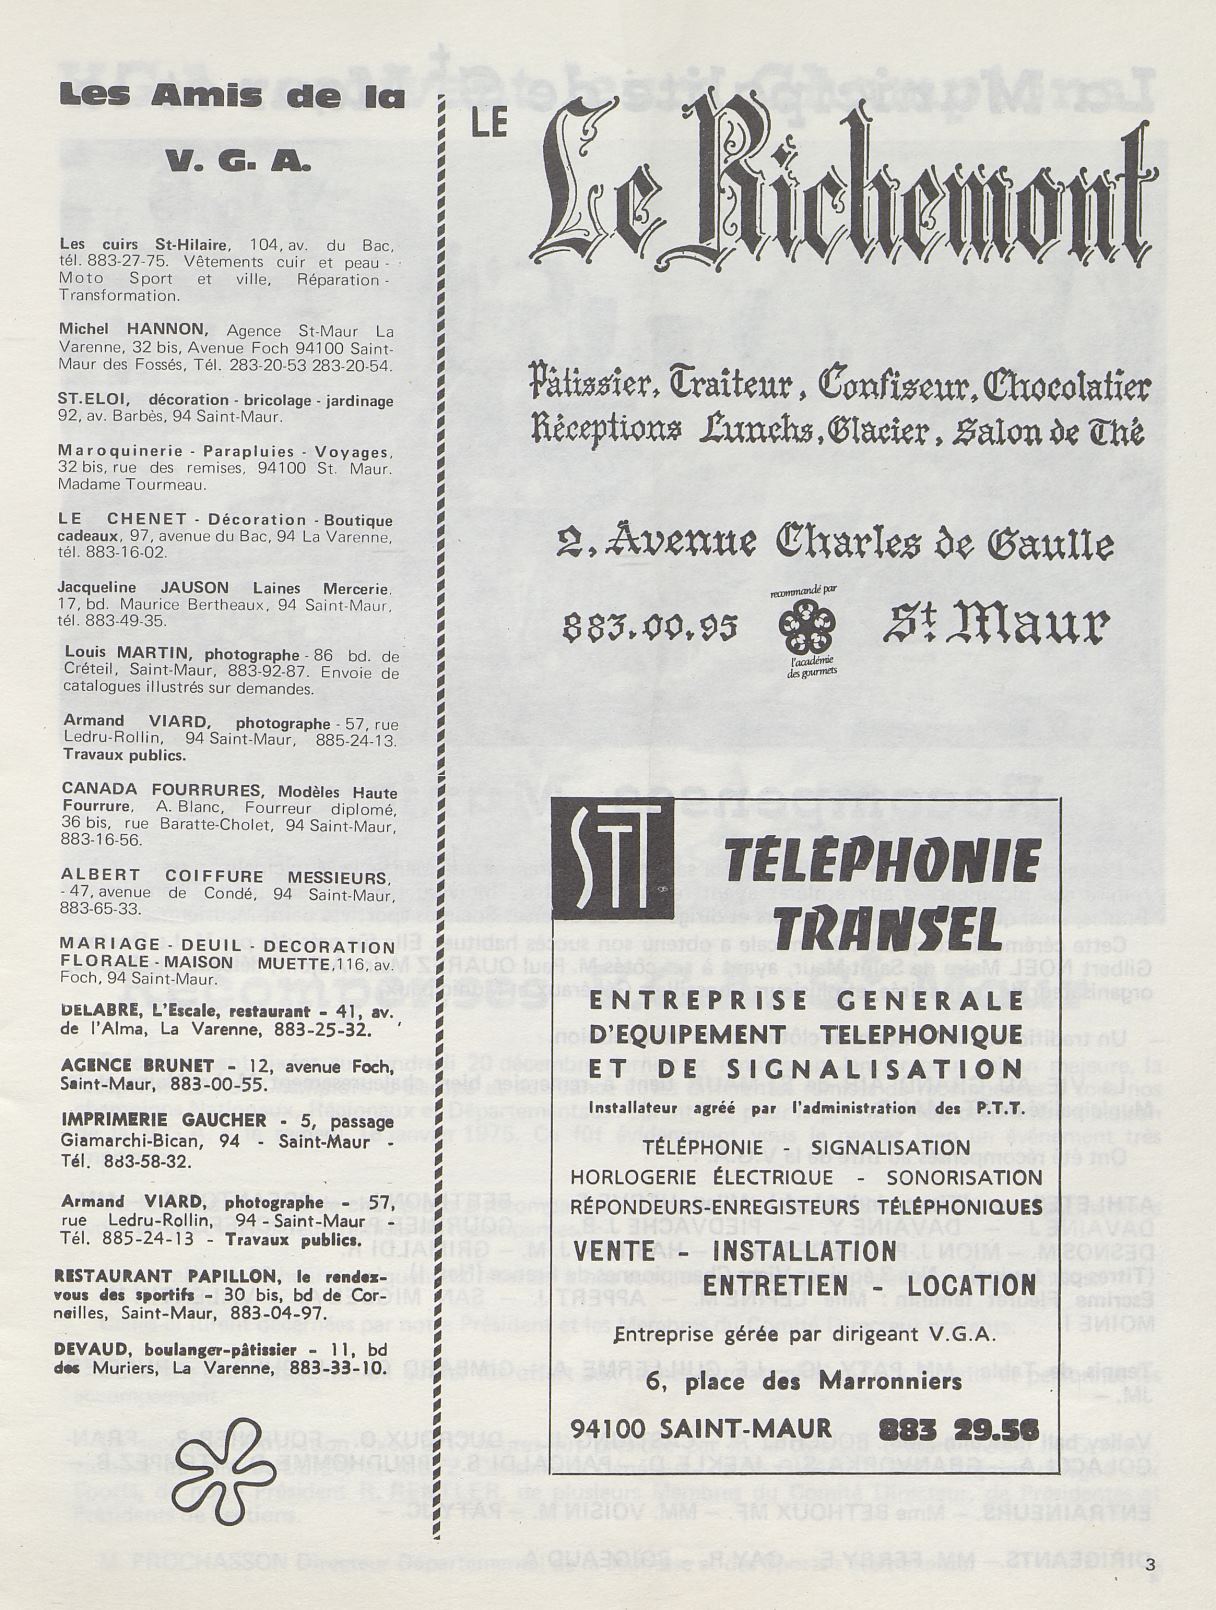 Les Amis de la
V. G. A.
Les cuirs St-Hilaire, 104, av. du Bac,
tél. 883-27-75. Vêtements cuir et peau -
Moto Sport et ville, Réparation -
Transformation.
Michel HANNON, Agence St-Maur La
Varenne, 32 bis, Avenue Foch 94100 Saint-
Maur des Fossés, Tél. 283-20-53 283-20-54.
ST.ELOI, décoration - bricolage - jardinage
92, av. Barbès, 94 Saint-Maur.
Maroquinerie - Parapluies - Voyages,
32 bis, rue des remises, 94100 St. Maur.
Madame Tourmeau.
LE CHENET - Décoration - Boutique
cadeaux, 97, avenue du Bac, 94 La Varenne,
tél. 883-16-02.
Jacqueline JAUSON Laines Mercerie,
17, bd. Maurice Bertheaux, 94 Saint-Maur,
tél. 883-49-35.
Louis MARTIN, photographe - 86 bd. de
Créteil, Saint-Maur, 883-92-87. Envoie de
catalogues illustrés sur demandes.
Armand VIARD, photographe - 57, rue
Ledru-Rollin, 94 Saint-Maur, 885-24-13.
Travaux publics.
CANADA FOURRURES, Modèles Haute
Fourrure, A. Blanc, Fourreur diplomé,
36 bis, rue Baratte-Cholet, 94 Saint-Maur,
883-16-56.
ALBERT COIFFURE MESSIEURS,
- 47, avenue de Condé, 94 Saint-Maur,
883-65-33.
MARIAGE DEUIL - DECORATION
FLORALE - MAISON MUETTE, 116, av.
Foch, 94 Saint-Maur.
DELABRE, L'Escale, restaurant - 41, av.
de l'Alma, La Varenne, 883-25-32.
AGENCE BRUNET - 12, avenue Foch,
Saint-Maur, 883-00-55.
IMPRIMERIE GAUCHER - 5, passage
Giamarchi-Bican, 94 - Saint-Maur -
Tél. 883-58-32.
Armand VIARD, photographe - 57,
rue Ledru-Rollin, 94 - Saint-Maur -
Tél. 885-24-13 - Travaux publics.
RESTAURANT PAPILLON, le rendez-
vous des sportifs - 30 bis, bd de Cor-
neilles, Saint-Maur, 883-04-97.
DEVAUD, boulanger-pâtissier - 11, bd
des Muriers, La Varenne, 883-33-10.
LE
Le Richemont
Pâtissier, Traiteur, Confiseur, Chocolatier
Réceptions Lunchs, Glacier, Salon de Thé
2, Avenue Charles de Gaulle
883.00.95
recommandé par
l'académie
des gourmets
St Maur
STT
TÉLÉPHONIE
TRANSEL
ENTREPRISE GENERALE
D'EQUIPEMENT TELEPHONIQUE
ET DE SIGNALISATION
Installateur agréé par l'administration des P.T.T.
TÉLÉPHONIE - SIGNALISATION
HORLOGERIE ÉLECTRIQUE - SONORISATION
RÉPONDEURS-ENREGISTEURS TÉLÉPHONIQUES
VENTE - INSTALLATION
ENTRETIEN - LOCATION
Entreprise gérée par dirigeant V.G.A.
6, place des Marronniers
94100 SAINT-MAUR 883 29.56
3